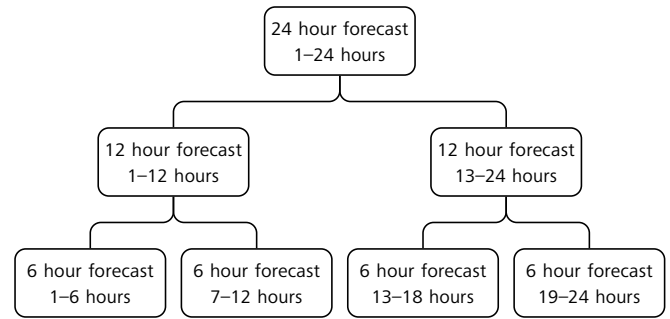 24 hour forecast
1–24 hours
12 hour forecast
1–12 hours
12 hour forecast
13–24 hours
6 hour forecast
1–6 hours
6 hour forecast
7–12 hours
6 hour forecast
13–18 hours
6 hour forecast
19–24 hours